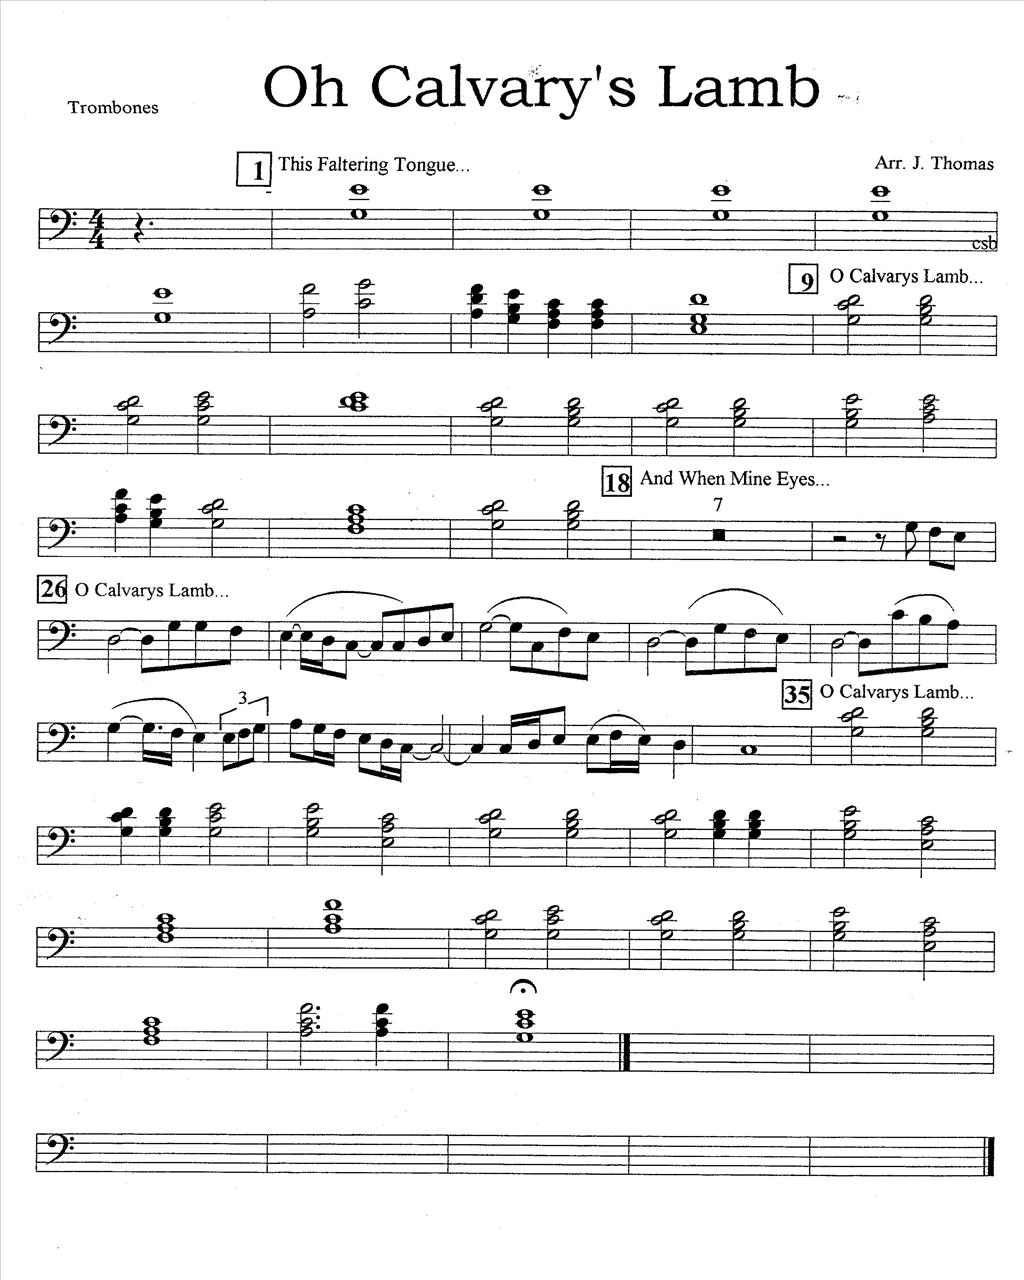 Oh Calvary's Lamb
Trombones
1 This Faltering Tongue...
Arr. J. Thomas
4
4
csb
9 O Calvarys Lamb...
18 And When Mine Eyes...
7
26 O Calvarys Lamb...
3
35 O Calvarys Lamb...